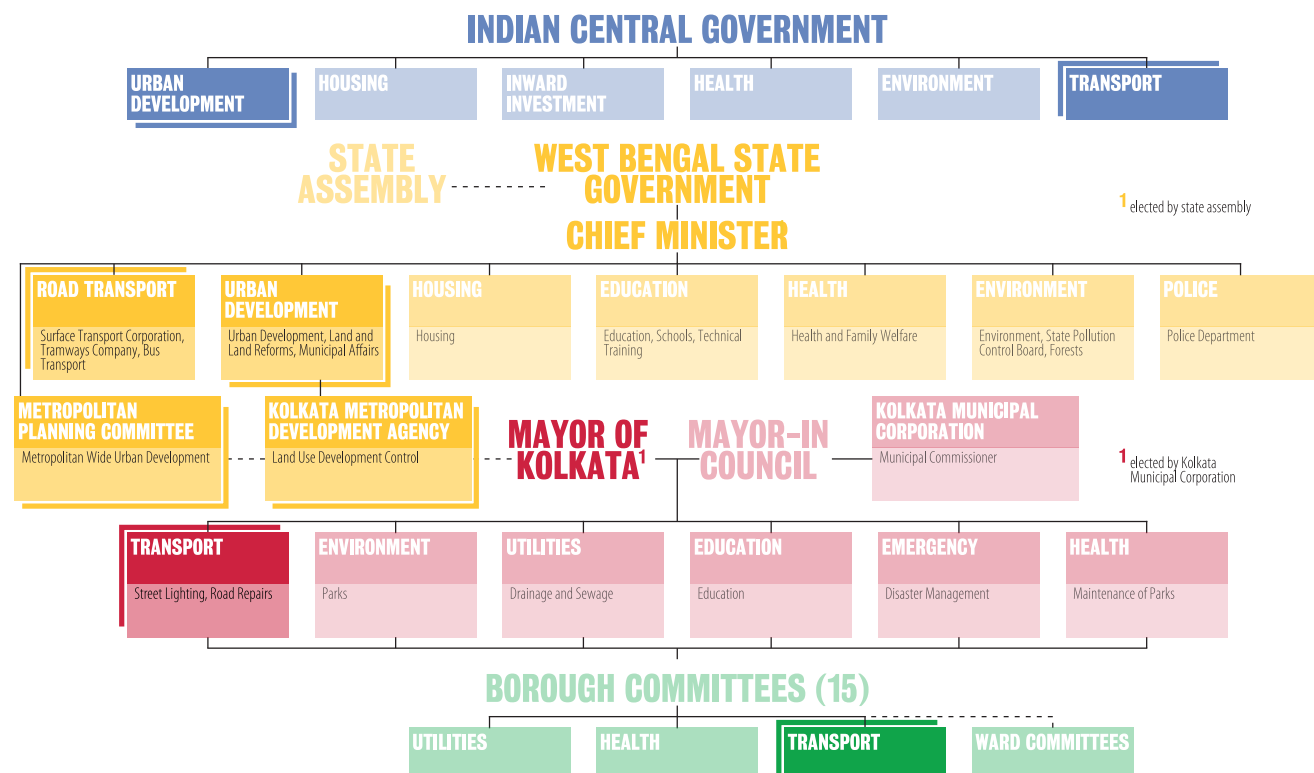 INDIAN CENTRAL GOVERNMENT
URBAN
DEVELOPMENT
HOUSING
INWARD
INVESTMENT
HEALTH
ENVIRONMENT
TRANSPORT
STATE
ASSEMBLY
WEST BENGAL STATE
GOVERNMENT
1 elected by state assembly
CHIEF MINISTER1
ROAD TRANSPORT
Surface Transport Corporation,
Tramways Company, Bus
Transport
URBAN
DEVELOPMENT
Urban Development, Land and
Land Reforms, Municipal Affairs
HOUSING
Housing
EDUCATION
Education, Schools, Technical
Training
HEALTH
Health and Family Welfare
ENVIRONMENT
Environment, State Pollution
Control Board, Forests
POLICE
Police Department
METROPOLITAN
PLANNING COMMITTEE
Metropolitan Wide Urban Development
KOLKATA METROPOLITAN
DEVELOPMENT AGENCY
Land Use Development Control
MAYOR OF
KOLKATA1
MAYOR-IN
COUNCIL
KOLKATA MUNICIPAL
CORPORATION
Municipal Commissioner
1 elected by Kolkata
Municipal Corporation
TRANSPORT
Street Lighting, Road Repairs
ENVIRONMENT
Parks
UTILITIES
Drainage and Sewage
EDUCATION
Education
EMERGENCY
Disaster Management
HEALTH
Maintenance of Parks
BOROUGH COMMITTEES (15)
UTILITIES
HEALTH
TRANSPORT
WARD COMMITTEES